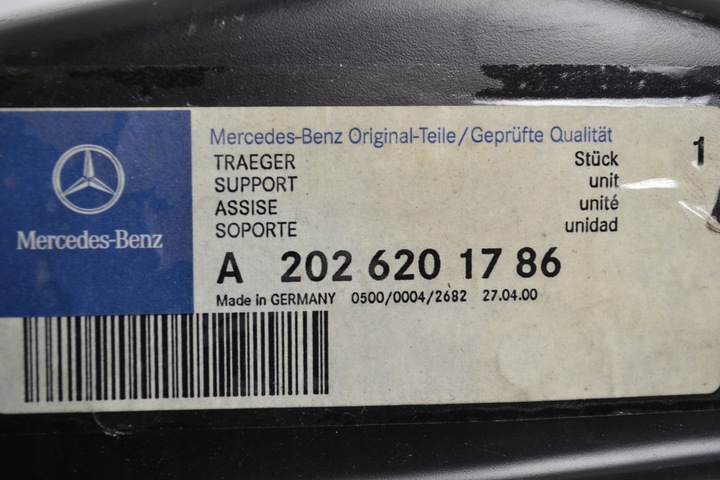 Mercedes-Benz
Mercedes-Benz Original-Teile/Geprüfte Qualität
TRAEGER Stück 1
SUPPORT unit
ASSISE unité
SOPORTE unidad
A 202 620 17 86
Made in GERMANY 0500/0004/2682 27.04.00